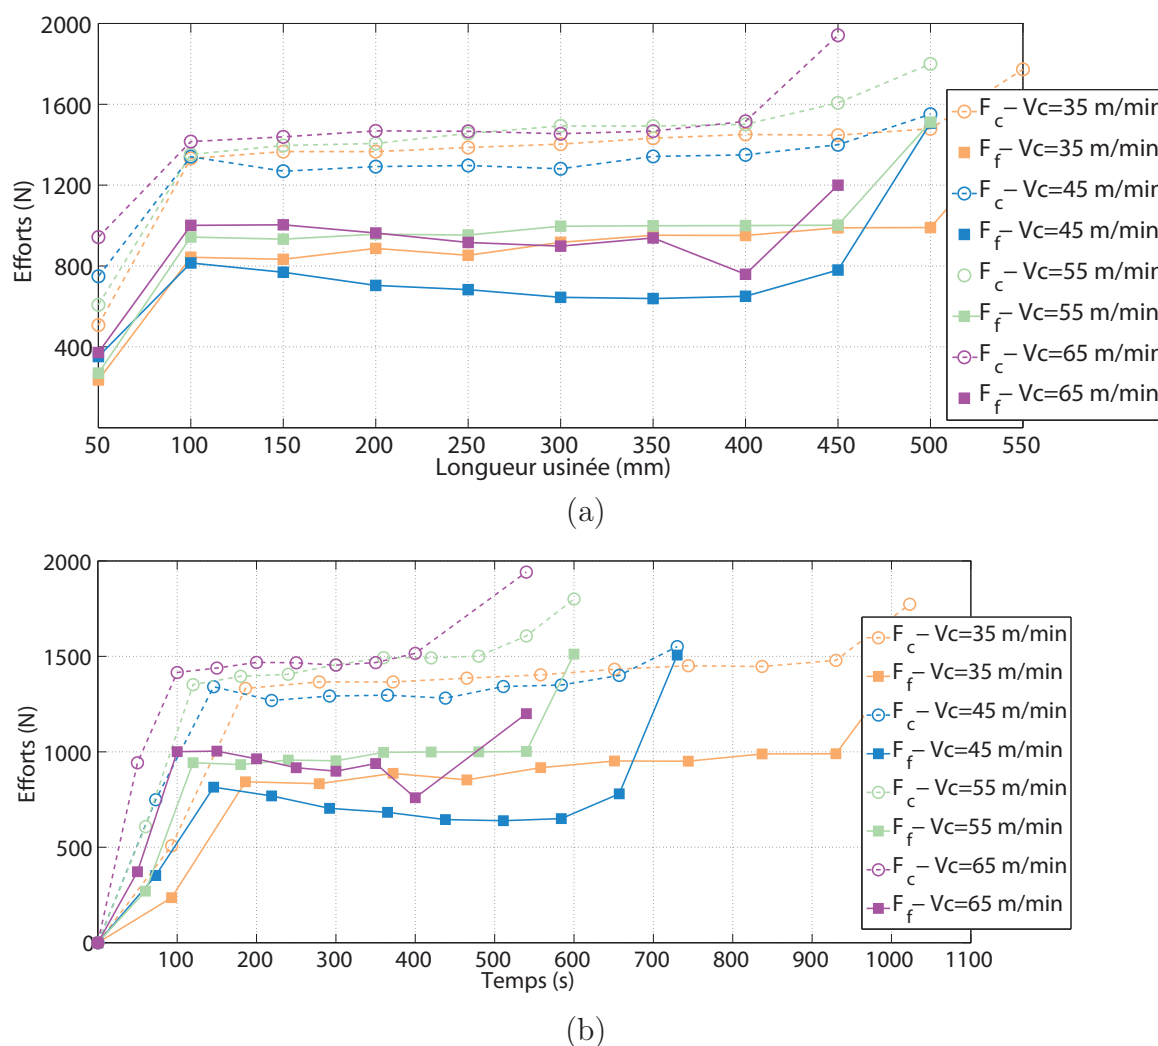 2000
1600
1200
800
400
Efforts (N)
50 100 150 200 250 300 350 400 450 500 550
Longueur usinée (mm)
F_c – Vc=35 m/min
F_f – Vc=35 m/min
F_c – Vc=45 m/min
F_f – Vc=45 m/min
F_c – Vc=55 m/min
F_f – Vc=55 m/min
F_c – Vc=65 m/min
F_f – Vc=65 m/min
(a)
2000
1500
1000
500
0
Efforts (N)
100 200 300 400 500 600 700 800 900 1000 1100
Temps (s)
F_c – Vc=35 m/min
F_f – Vc=35 m/min
F_c – Vc=45 m/min
F_f – Vc=45 m/min
F_c – Vc=55 m/min
F_f – Vc=55 m/min
F_c – Vc=65 m/min
F_f – Vc=65 m/min
(b)